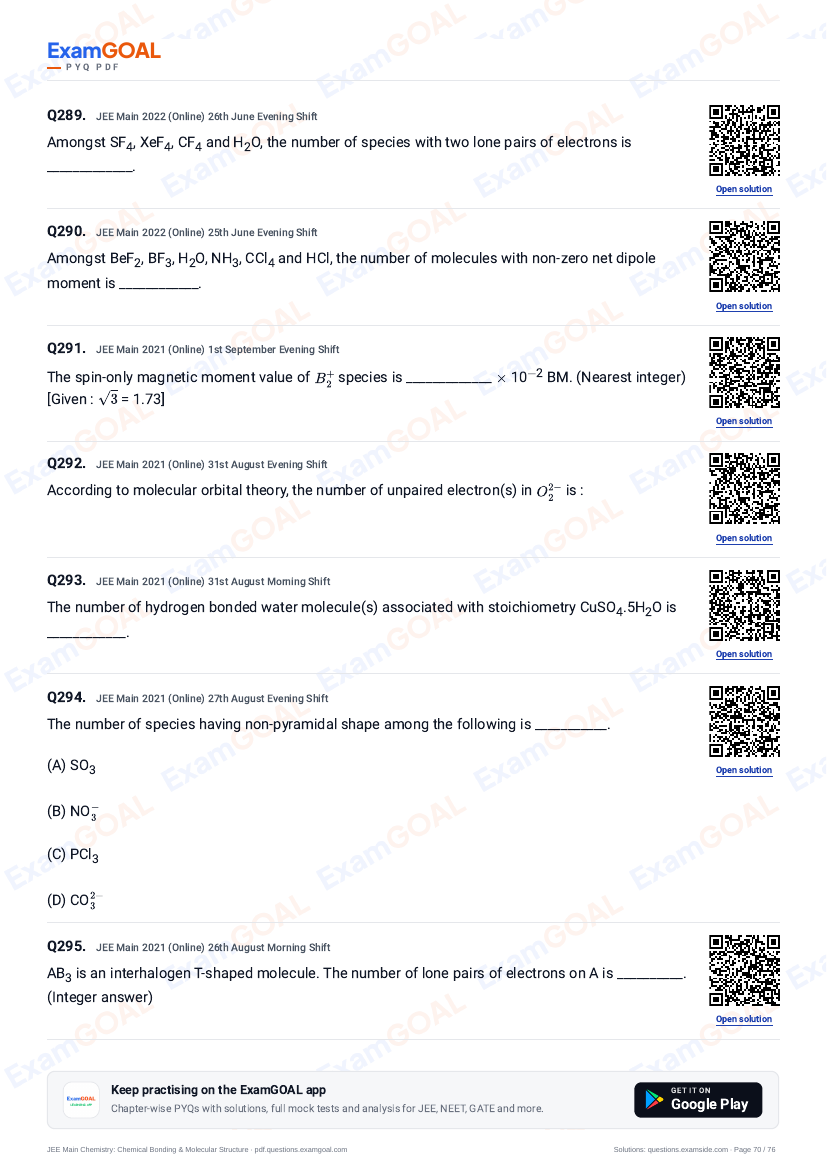 ExamGOAL
PYQ PDF
Q289. JEE Main 2022 (Online) 26th June Evening Shift
Amongst SF₄, XeF₄, CF₄ and H₂O, the number of species with two lone pairs of electrons is
____________.
Open solution
Q290. JEE Main 2022 (Online) 25th June Evening Shift
Amongst BeF₂, BF₃, H₂O, NH₃, CCl₄ and HCl, the number of molecules with non-zero net dipole
moment is ___________.
Open solution
Q291. JEE Main 2021 (Online) 1st September Evening Shift
The spin-only magnetic moment value of B₂⁺ species is ____________ × 10⁻² BM. (Nearest integer)
[Given : √3 = 1.73]
Open solution
Q292. JEE Main 2021 (Online) 31st August Evening Shift
According to molecular orbital theory, the number of unpaired electron(s) in O₂²⁻ is :
Open solution
Q293. JEE Main 2021 (Online) 31st August Morning Shift
The number of hydrogen bonded water molecule(s) associated with stoichiometry CuSO₄.5H₂O is
___________.
Open solution
Q294. JEE Main 2021 (Online) 27th August Evening Shift
The number of species having non-pyramidal shape among the following is __________.
(A) SO₃
(B) NO₃⁻
(C) PCl₃
(D) CO₃²⁻
Open solution
Q295. JEE Main 2021 (Online) 26th August Morning Shift
AB₃ is an interhalogen T-shaped molecule. The number of lone pairs of electrons on A is _________.
(Integer answer)
Open solution
ExamGOAL
Keep practising on the ExamGOAL app
Chapter-wise PYQs with solutions, full mock tests and analysis for JEE, NEET, GATE and more.
GET IT ON
Google Play
JEE Main Chemistry: Chemical Bonding & Molecular Structure · pdf.questions.examgoal.com
Solutions: questions.examside.com · Page 70 / 76